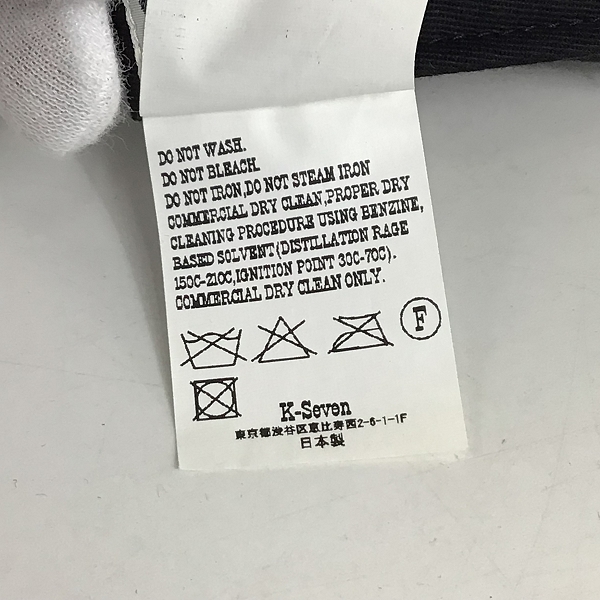 DO NOT WASH.
DO NOT BLEACH.
DO NOT IRON,DO NOT STEAM IRON
COMMERCIAL DRY CLEAN,PROPER DRY
CLEANING PROCEDURE USING BENZINE,
BASED SOLVENT(DISTILLATION RAGE
150C-210C,IGNITION POINT 30C-70C).
COMMERCIAL DRY CLEAN ONLY.
F
K-Seven
東京都渋谷区恵比寿西2-6-1-1F
日本製